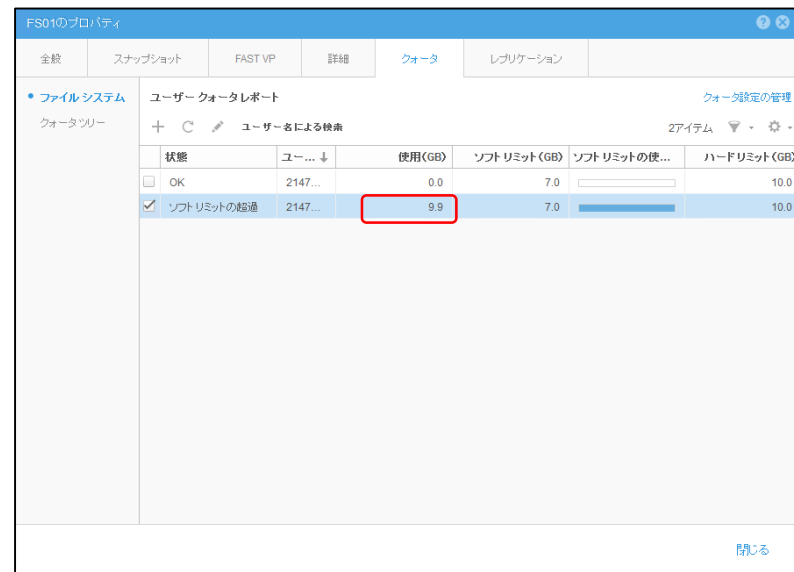 FS01のプロパティ
全般 スナップショット FAST VP 詳細 クォータ レプリケーション
ファイル システム ユーザー クォータ レポート クォータ設定の管理
クォータ ツリー ユーザー名による検索 2アイテム
状態 ユー... ↓ 使用(GB) ソフト リミット(GB) ソフト リミットの使... ハードリミット(GB)
OK 2147... 0.0 7.0 10.0
ソフト リミットの超過 2147... 9.9 7.0 10.0
閉じる